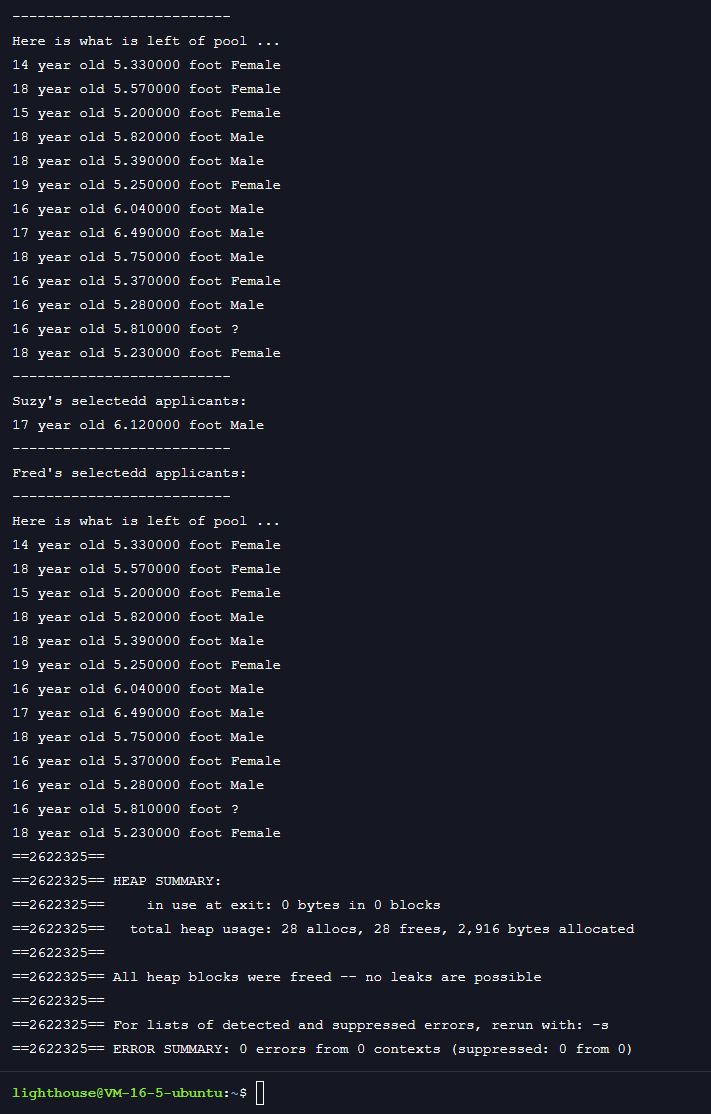 --------------------------
Here is what is left of pool ...
14 year old 5.330000 foot Female
18 year old 5.570000 foot Female
15 year old 5.200000 foot Female
18 year old 5.820000 foot Male
18 year old 5.390000 foot Male
19 year old 5.250000 foot Female
16 year old 6.040000 foot Male
17 year old 6.490000 foot Male
18 year old 5.750000 foot Male
16 year old 5.370000 foot Female
16 year old 5.280000 foot Male
16 year old 5.810000 foot ?
18 year old 5.230000 foot Female
--------------------------
Suzy's selectedd applicants:
17 year old 6.120000 foot Male
--------------------------
Fred's selectedd applicants:
--------------------------
Here is what is left of pool ...
14 year old 5.330000 foot Female
18 year old 5.570000 foot Female
15 year old 5.200000 foot Female
18 year old 5.820000 foot Male
18 year old 5.390000 foot Male
19 year old 5.250000 foot Female
16 year old 6.040000 foot Male
17 year old 6.490000 foot Male
18 year old 5.750000 foot Male
16 year old 5.370000 foot Female
16 year old 5.280000 foot Male
16 year old 5.810000 foot ?
18 year old 5.230000 foot Female
==2622325==
==2622325== HEAP SUMMARY:
==2622325==     in use at exit: 0 bytes in 0 blocks
==2622325==   total heap usage: 28 allocs, 28 frees, 2,916 bytes allocated
==2622325==
==2622325== All heap blocks were freed -- no leaks are possible
==2622325==
==2622325== For lists of detected and suppressed errors, rerun with: -s
==2622325== ERROR SUMMARY: 0 errors from 0 contexts (suppressed: 0 from 0)
lighthouse@VM-16-5-ubuntu:~$